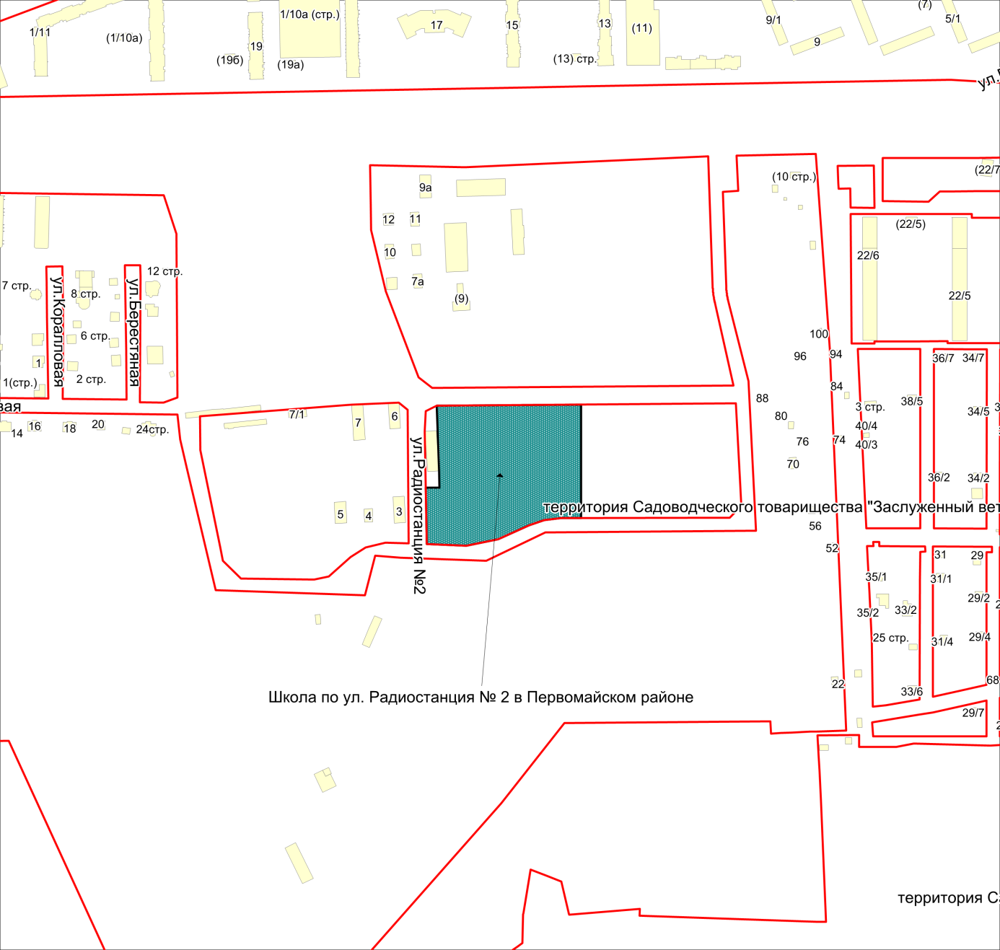 (7)
1/10а (стр.)
9/1
5/1
17
15
13
(11)
1/11
(1/10а)
19
9
(19б)
(19а)
(13) стр.
ул.
(22/7
(10 стр.)
9а
12
11
(22/5)
10
22/6
12 стр.
7а
7 стр.
8 стр.
(9)
22/5
ул.Коралловая
ул.Берестяная
6 стр.
100
96
94
36/7
34/7
1
1(стр.)
2 стр.
84
88
38/5
вая
3 стр.
34/5
7/1
7
6
80
40/4
14
16
18
20
24стр.
76
74
40/3
ул.Радиостанция №2
70
36/2
34/2
территория Садоводческого товарищества "Заслуженный вет
5
4
3
56
52
31
29
35/1
31/1
29/2
35/2
33/2
25 стр.
31/4
29/4
22
68
33/6
Школа по ул. Радиостанция № 2 в Первомайском районе
29/7
территория С